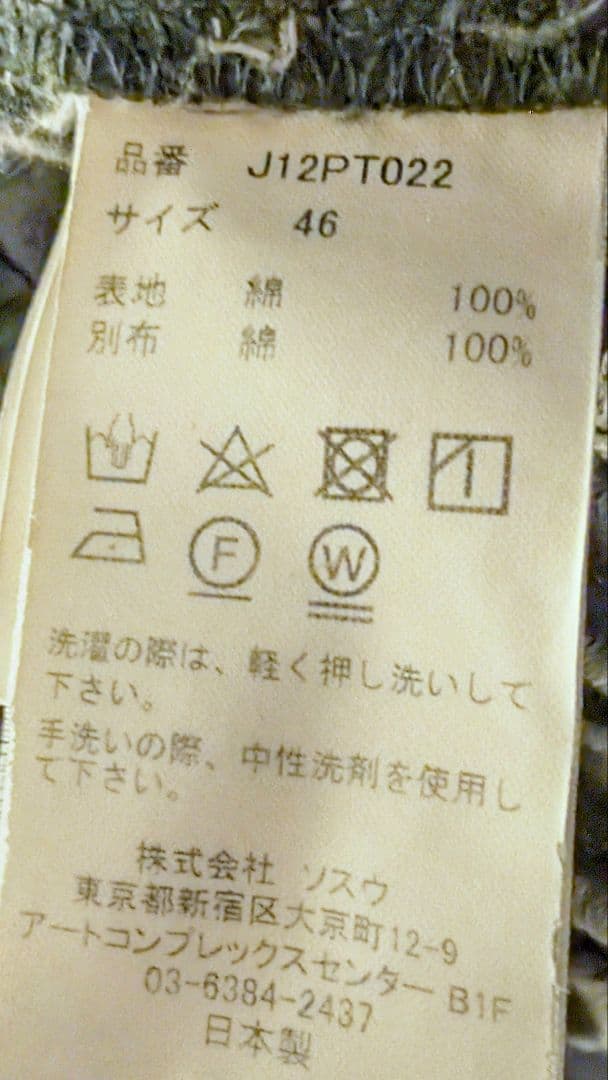 品番 J12PT022
サイズ 46
表地 綿 100%
別布 綿 100%
F W
洗濯の際は、軽く押し洗いして
下さい。
手洗いの際、中性洗剤を使用し
て下さい。
株式会社 ソスウ
東京都新宿区大京町12-9
アートコンプレックスセンター B1F
03-6384-2437
日本製